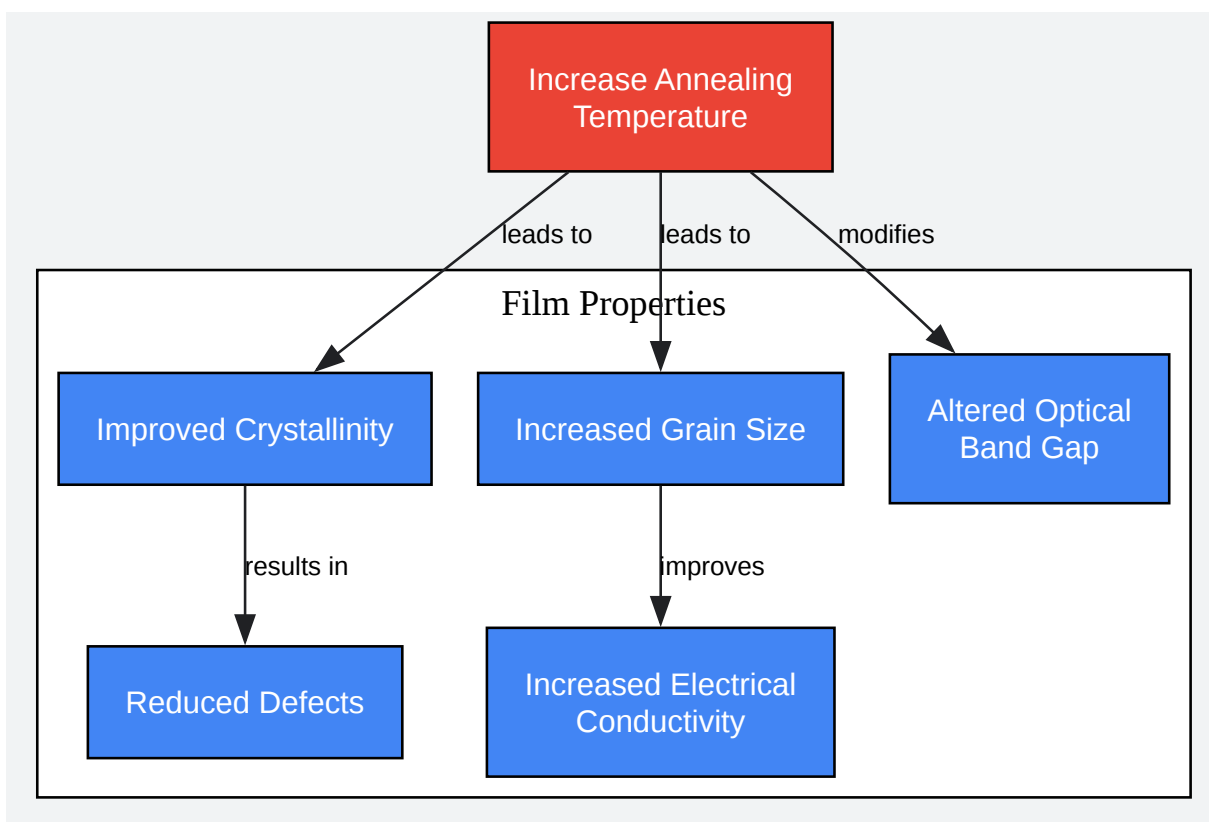 Increase Annealing
Temperature
leads to
leads to
modifies
Film Properties
Improved Crystallinity
Increased Grain Size
Altered Optical
Band Gap
results in
improves
Reduced Defects
Increased Electrical
Conductivity